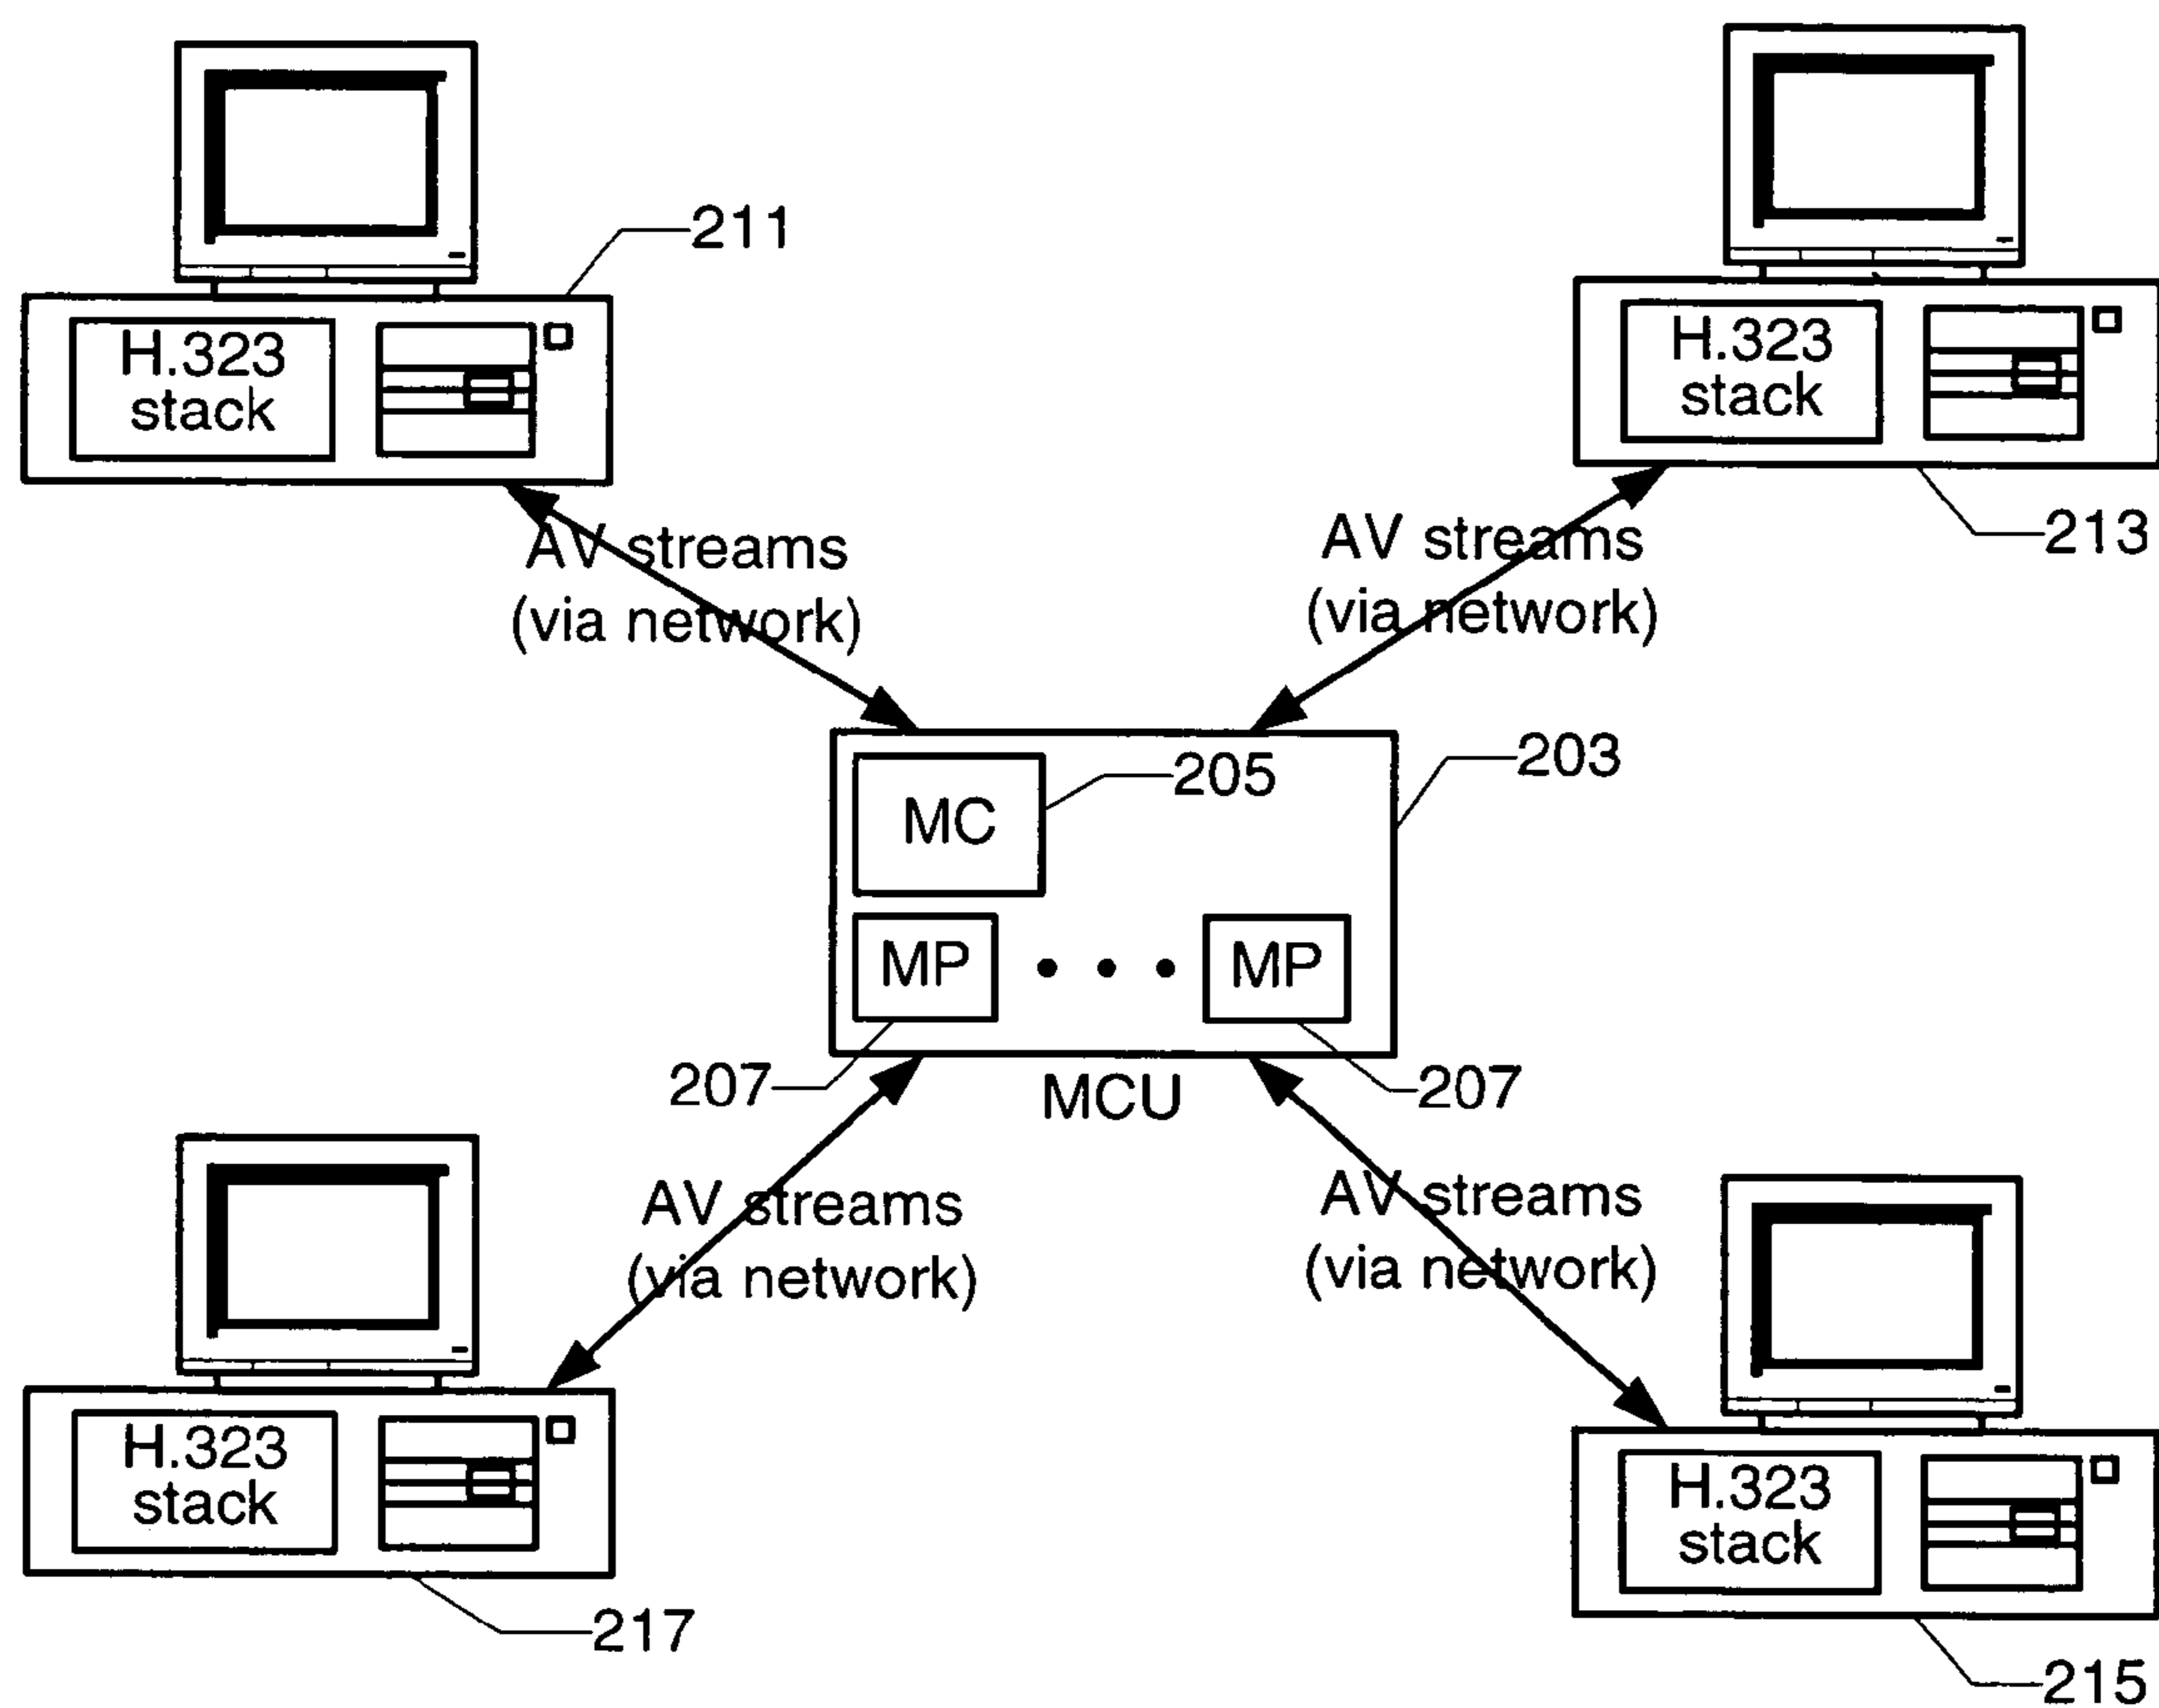 211
H.323
stack
H.323
stack
213
AV streams
(via network)
AV streams
(via network)
203
205
MC
MP
MP
207
MCU
207
AV streams
(via network)
AV streams
(via network)
H.323
stack
H.323
stack
217
215